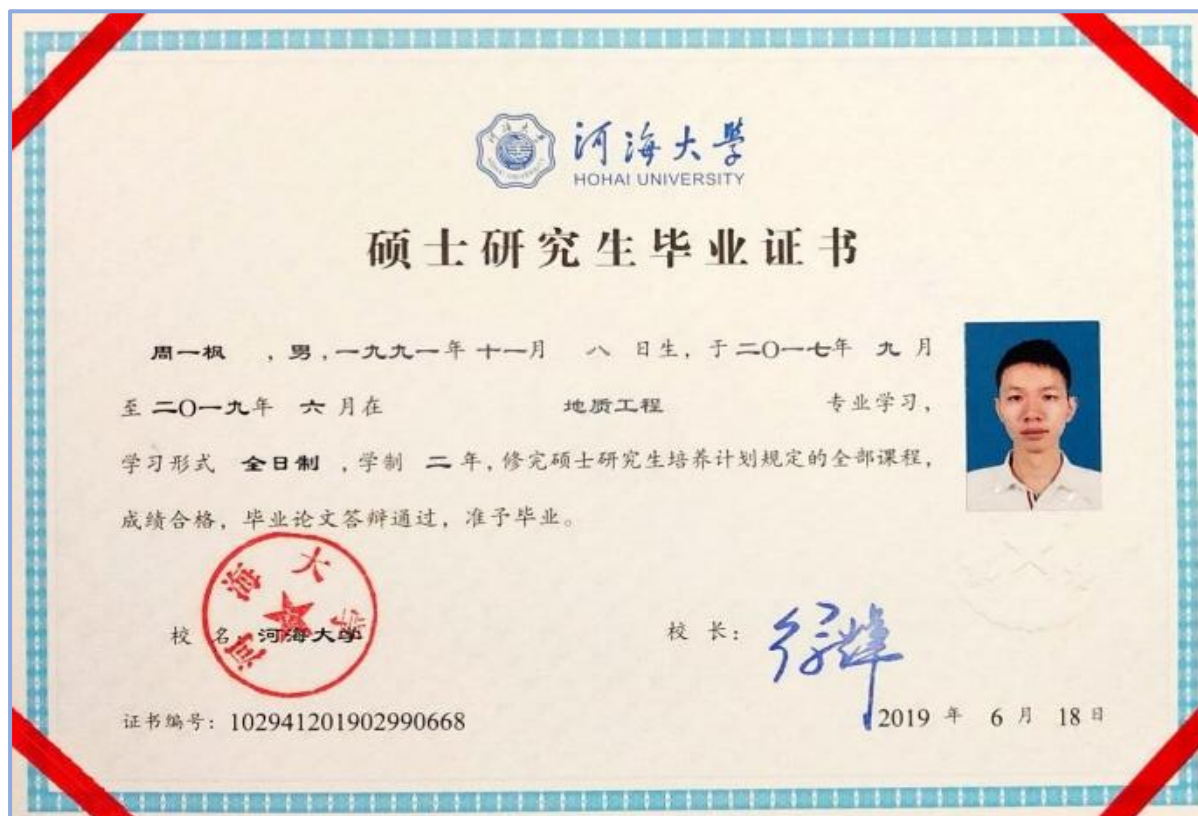 河海大學
HOHAI UNIVERSITY
硕士研究生毕业证书
周一枫 ，男，一九九一年 十一月 八 日生，于二O一七年 九 月
至 二O一九年 六 月在 地质工程 专业学习，
学习形式 全日制 ，学制 二 年，修完硕士研究生培养计划规定的全部课程，
成绩合格，毕业论文答辩通过，准予毕业。
河海大学
校 名：河海大学
校 长：
证书编号：102941201902990668
2019 年 6 月 18 日